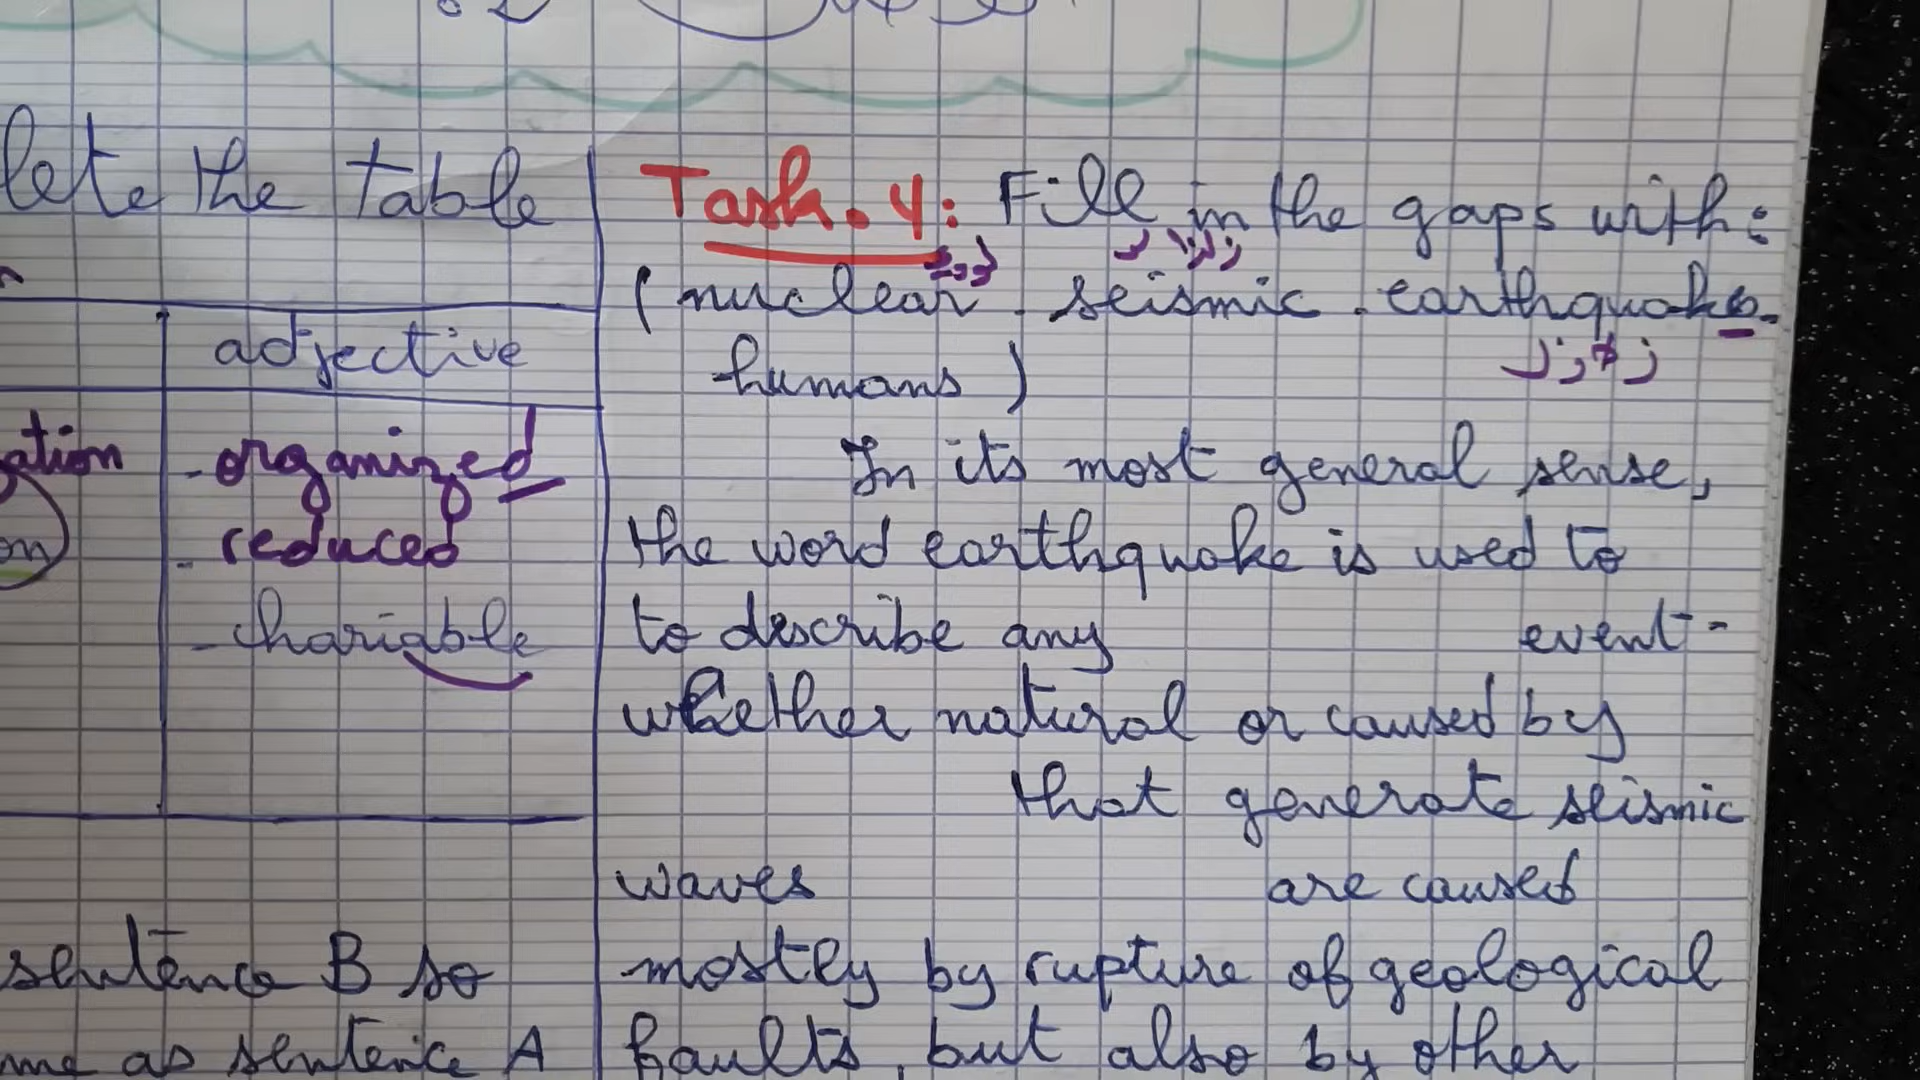 lete the table
adjective
ation
- organized
- reduced
- chariable
sentence B so
me as sentence A
Task.4: Fill in the gaps with:
(nuclear . seismic . earthquake.
humans)
In its most general sense,
the word earthquake is used to
to describe any event -
whether natural or caused by
that generate seismic
waves are caused
mostly by rupture of geological
faults, but also by other